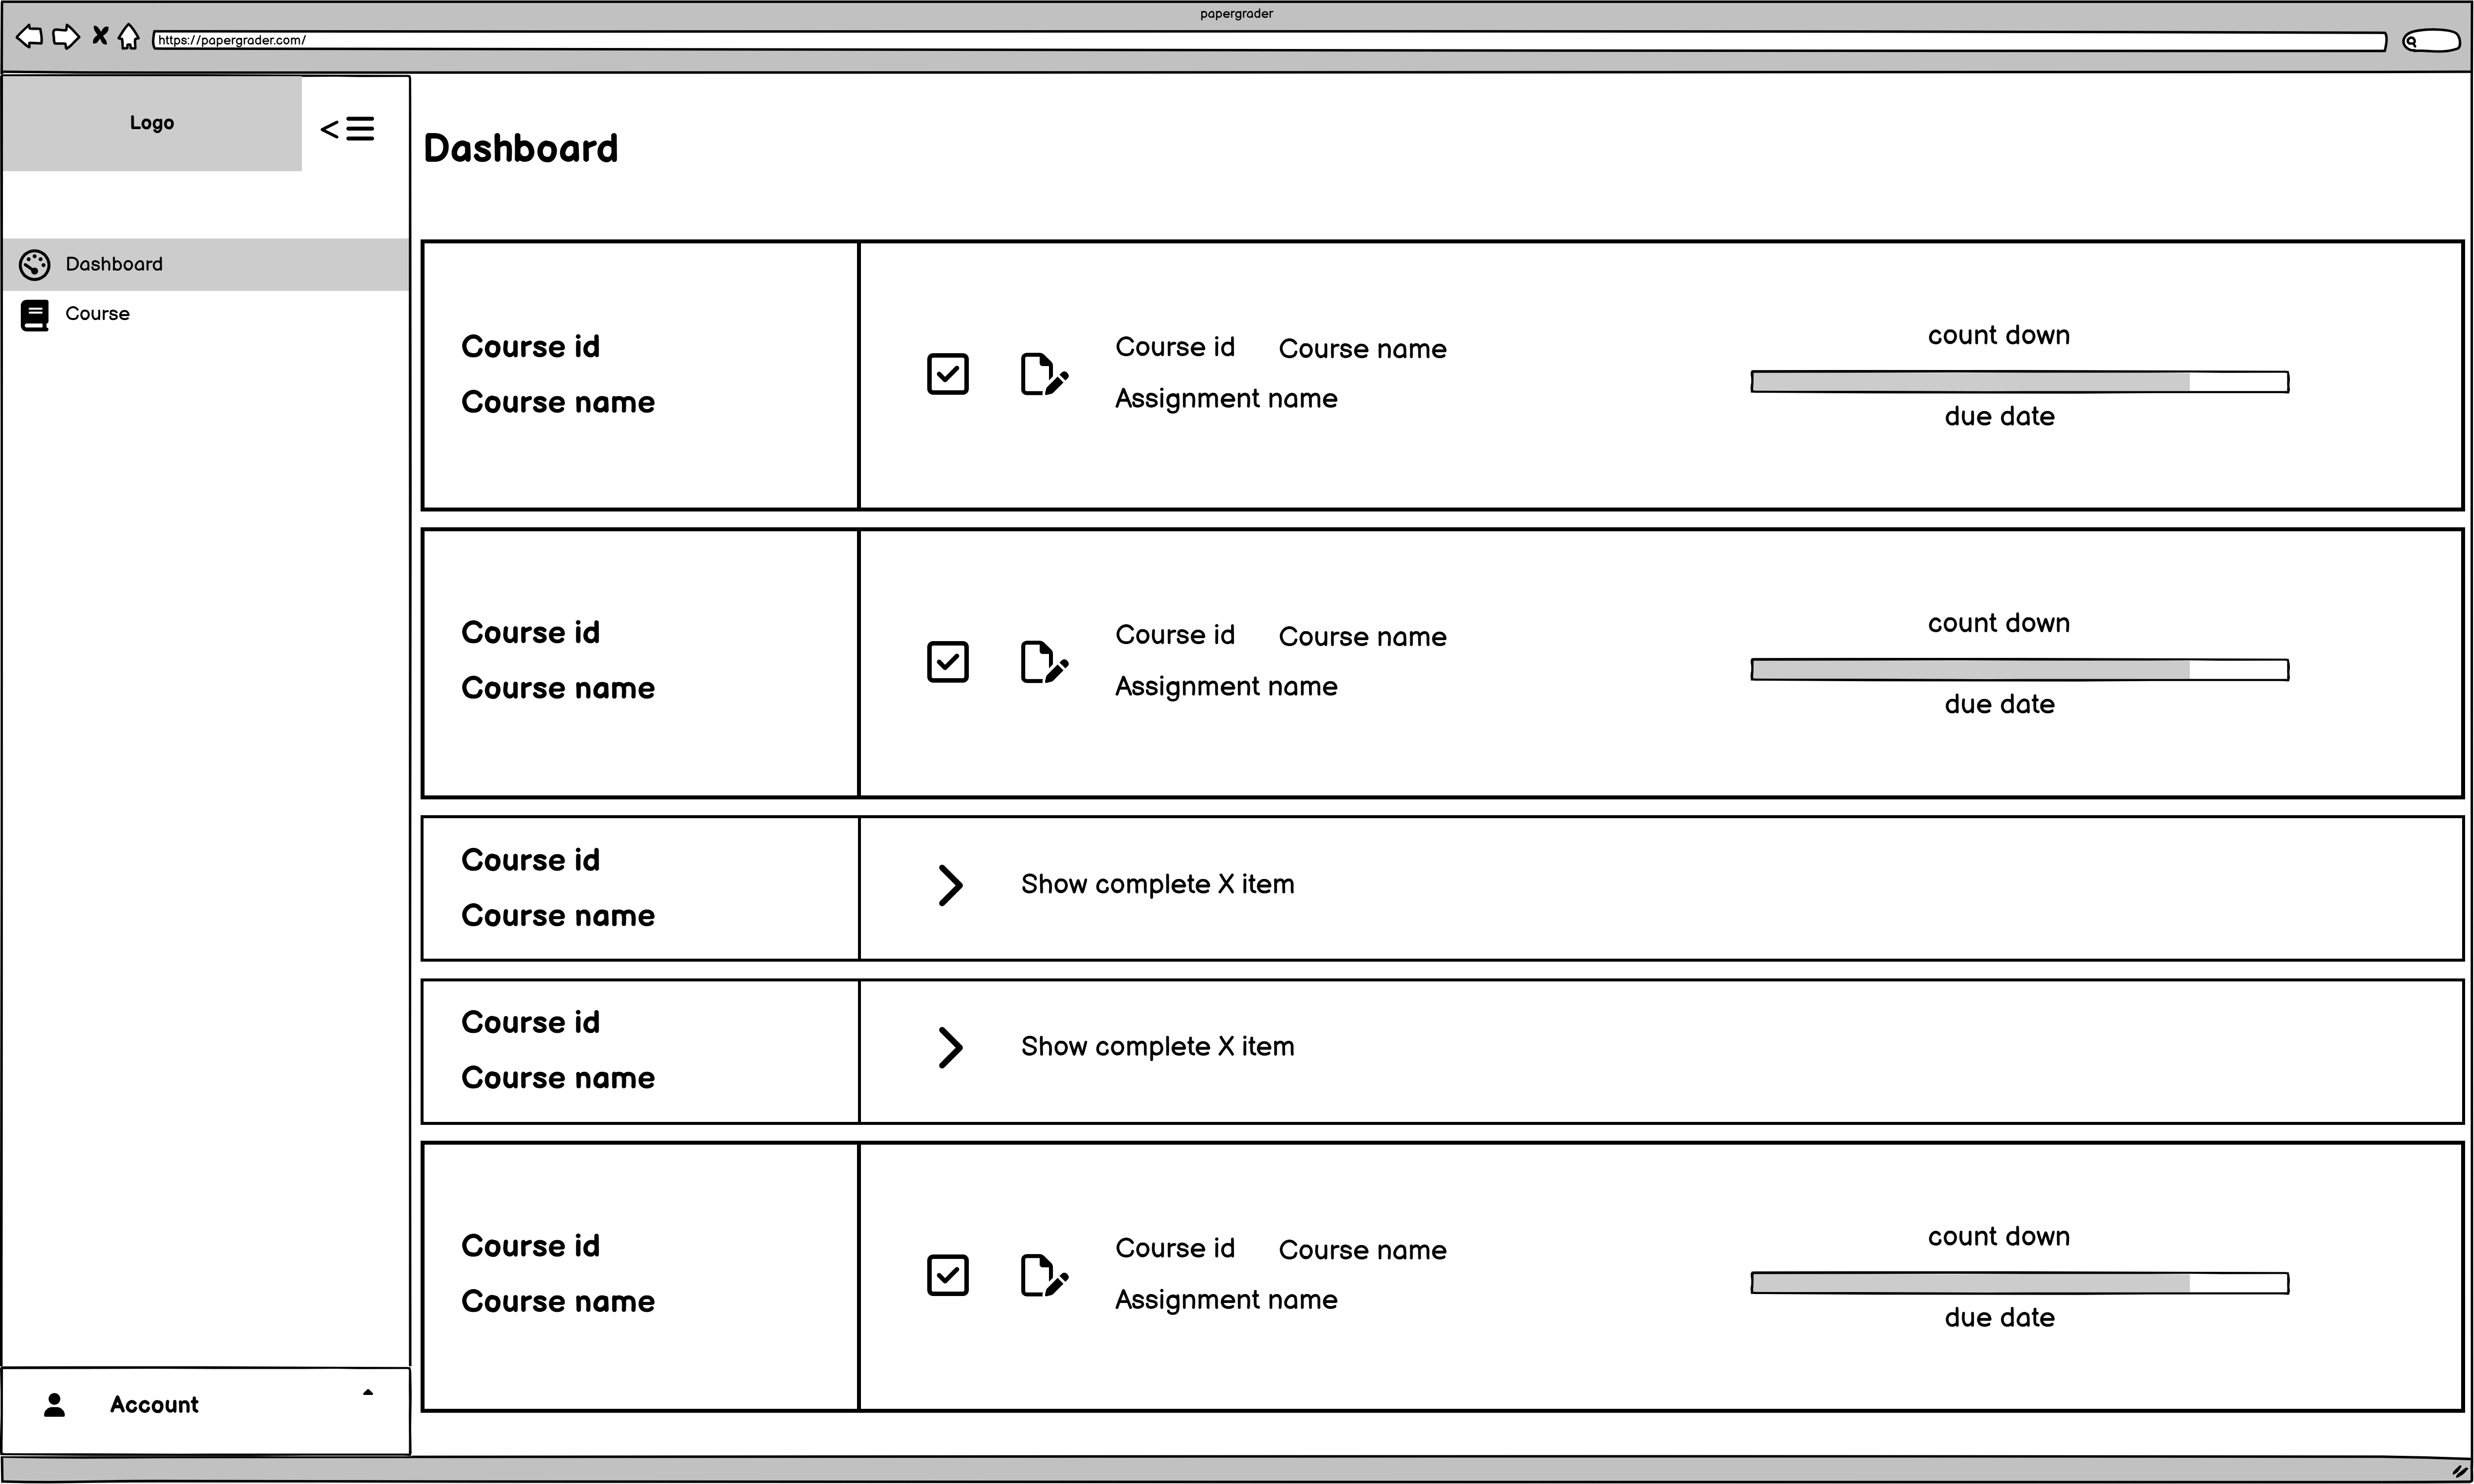 papergrader
https://papergrader.com/
Logo
Dashboard
Course
Account
Dashboard
Course id
Course name
Course id Course name
Assignment name
count down
due date
Course id
Course name
Course id Course name
Assignment name
count down
due date
Course id
Course name
Show complete X item
Course id
Course name
Show complete X item
Course id
Course name
Course id Course name
Assignment name
count down
due date